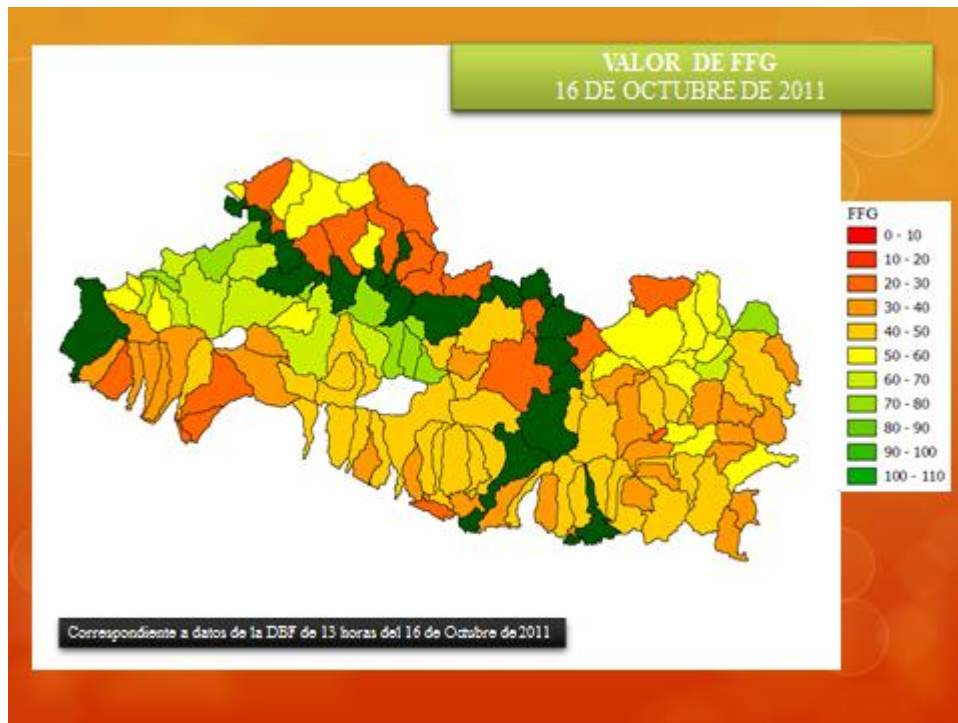 VALOR DE FFG
16 DE OCTUBRE DE 2011
FFG
0 - 10
10 - 20
20 - 30
30 - 40
40 - 50
50 - 60
60 - 70
70 - 80
80 - 90
90 - 100
100 - 110
Correspondiente a datos de la DBF de 13 horas del 16 de Octubre de 2011